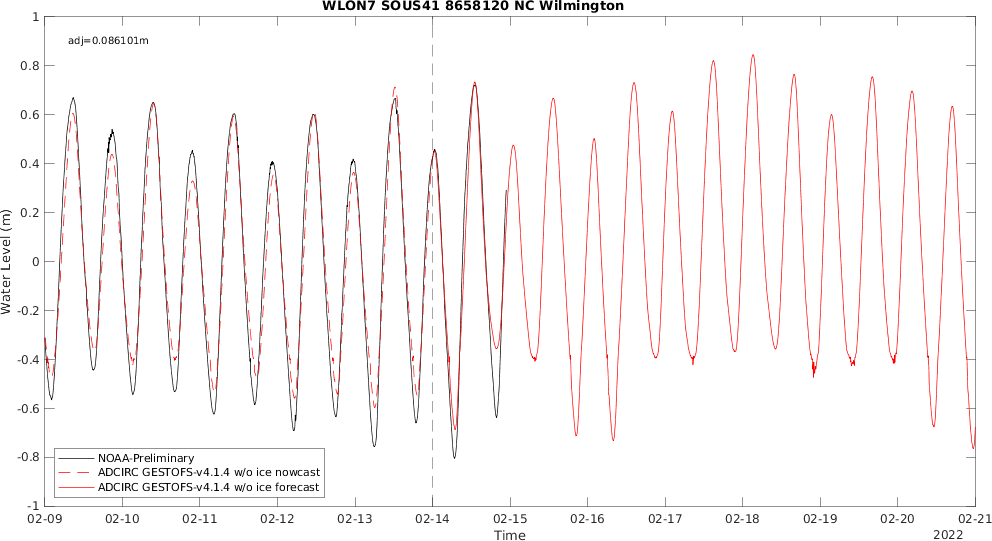 WLON7 SOUS41 8658120 NC Wilmington
adj=0.086101m
1
0.8
0.6
0.4
0.2
0
-0.2
-0.4
-0.6
-0.8
-1
Water Level (m)
NOAA-Preliminary
ADCIRC GESTOFS-v4.1.4 w/o ice nowcast
ADCIRC GESTOFS-v4.1.4 w/o ice forecast
02-09 02-10 02-11 02-12 02-13 02-14 02-15 02-16 02-17 02-18 02-19 02-20 02-21
Time
2022